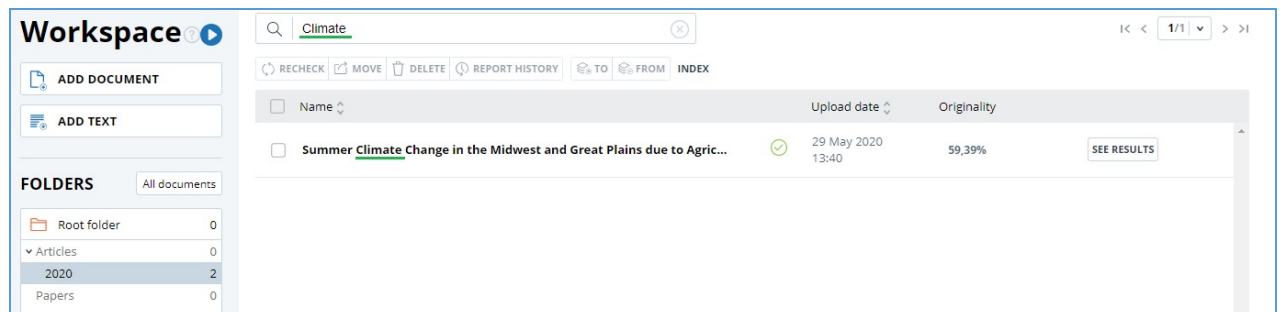 Workspace
Climate
1/1
ADD DOCUMENT
ADD TEXT
RECHECK MOVE DELETE REPORT HISTORY TO FROM INDEX
Name Upload date Originality
Summer Climate Change in the Midwest and Great Plains due to Agric... 29 May 2020 59,39% SEE RESULTS
13:40
FOLDERS All documents
Root folder 0
Articles 0
2020 2
Papers 0